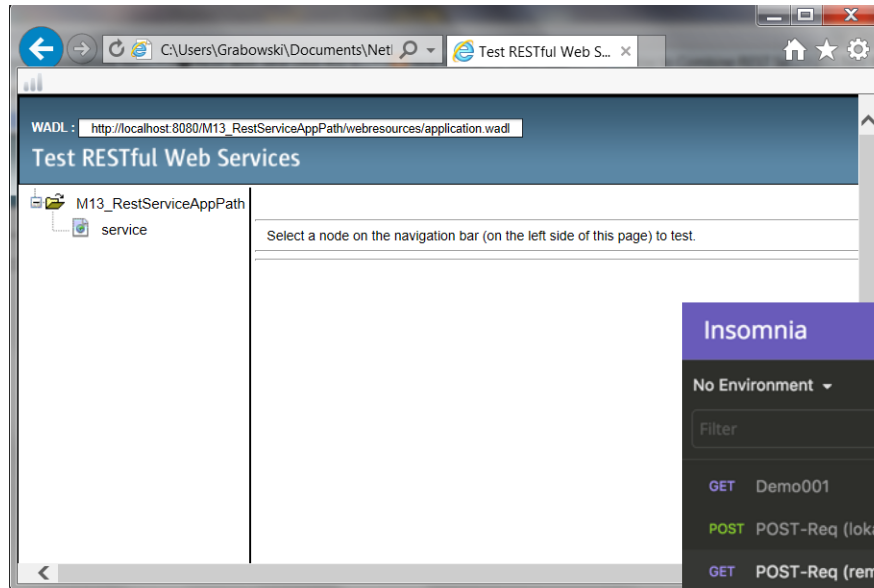 C:\Users\Grabowski\Documents\Net
Test RESTful Web S...
WADL : http://localhost:8080/M13_RestServiceAppPath/webresources/application.wadl
Test RESTful Web Services
M13_RestServiceAppPath
service
Select a node on the navigation bar (on the left side of this page) to test.
Insomnia
No Environment
Filter
GET Demo001
POST POST-Req (loka
GET POST-Req (rem